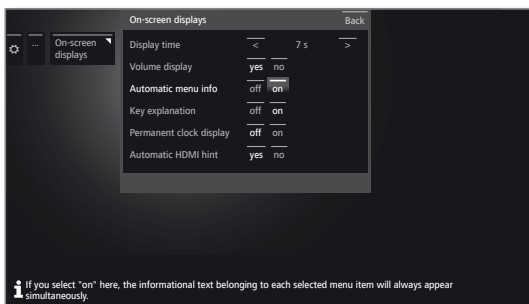 On-screen displays Back
... On-screen
displays
Display time < 7 s >
Volume display yes no
Automatic menu info off on
Key explanation off on
Permanent clock display off on
Automatic HDMI hint yes no
If you select "on" here, the informational text belonging to each selected menu item will always appear
simultaneously.